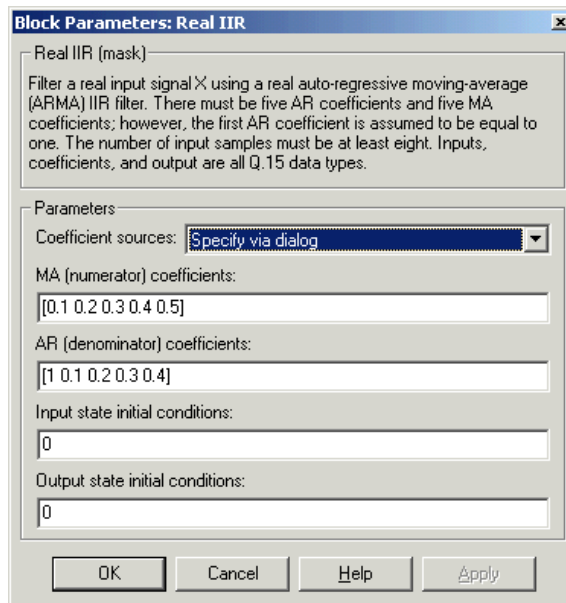 Block Parameters: Real IIR
Real IIR (mask)
Filter a real input signal X using a real auto-regressive moving-average
(ARMA) IIR filter. There must be five AR coefficients and five MA
coefficients; however, the first AR coefficient is assumed to be equal to
one. The number of input samples must be at least eight. Inputs,
coefficients, and output are all Q.15 data types.
Parameters
Coefficient sources: Specify via dialog
MA (numerator) coefficients:
[0.1 0.2 0.3 0.4 0.5]
AR (denominator) coefficients:
[1 0.1 0.2 0.3 0.4]
Input state initial conditions:
0
Output state initial conditions:
0
OK Cancel Help Apply